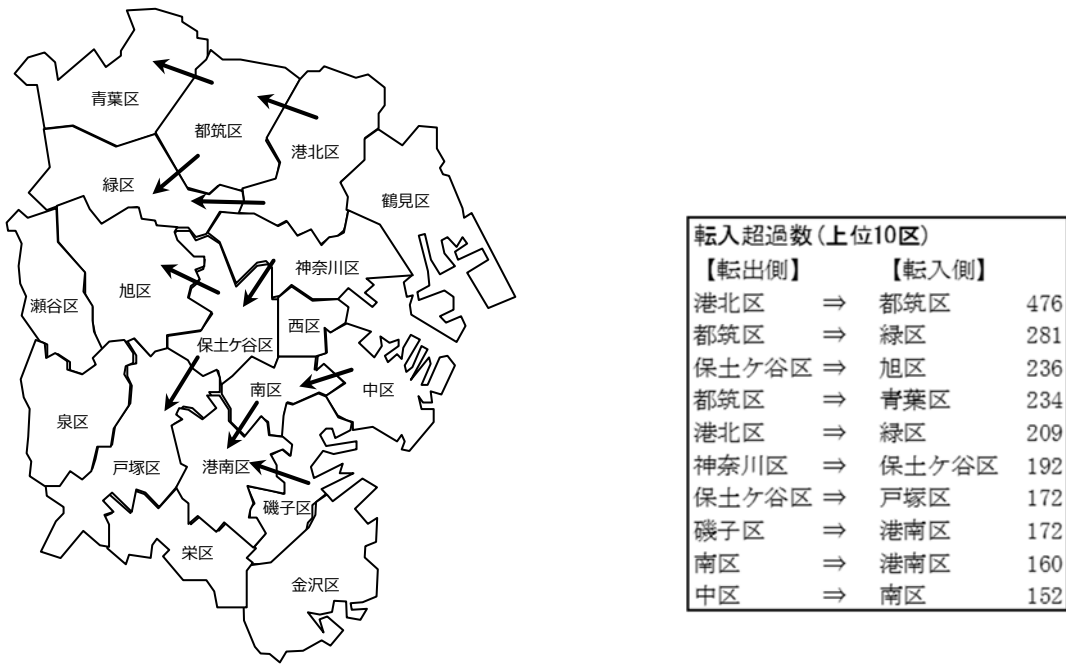 青葉区
都筑区
港北区
緑区
鶴見区
神奈川区
旭区
瀬谷区
西区
保土ケ谷区
南区
中区
泉区
戸塚区
港南区
磯子区
栄区
金沢区
転入超過数(上位10区)
【転出側】 【転入側】
港北区 ⇒ 都筑区 476
都筑区 ⇒ 緑区 281
保土ケ谷区 ⇒ 旭区 236
都筑区 ⇒ 青葉区 234
港北区 ⇒ 緑区 209
神奈川区 ⇒ 保土ケ谷区 192
保土ケ谷区 ⇒ 戸塚区 172
磯子区 ⇒ 港南区 172
南区 ⇒ 港南区 160
中区 ⇒ 南区 152